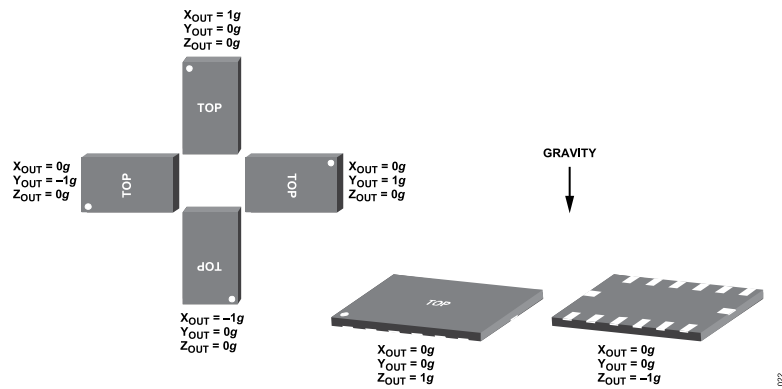 XOUT = 1g
YOUT = 0g
ZOUT = 0g
TOP
XOUT = 0g
YOUT = –1g
ZOUT = 0g
TOP
TOP
XOUT = 0g
YOUT = 1g
ZOUT = 0g
GRAVITY
TOP
XOUT = –1g
YOUT = 0g
ZOUT = 0g
TOP
XOUT = 0g
YOUT = 0g
ZOUT = 1g
XOUT = 0g
YOUT = 0g
ZOUT = –1g